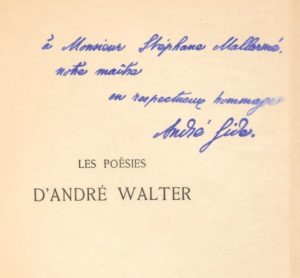 à Monsieur Stéphane Mallarmé,
notre maître
en respectueux hommage
André Gide.
LES POÉSIES
D'ANDRÉ WALTER